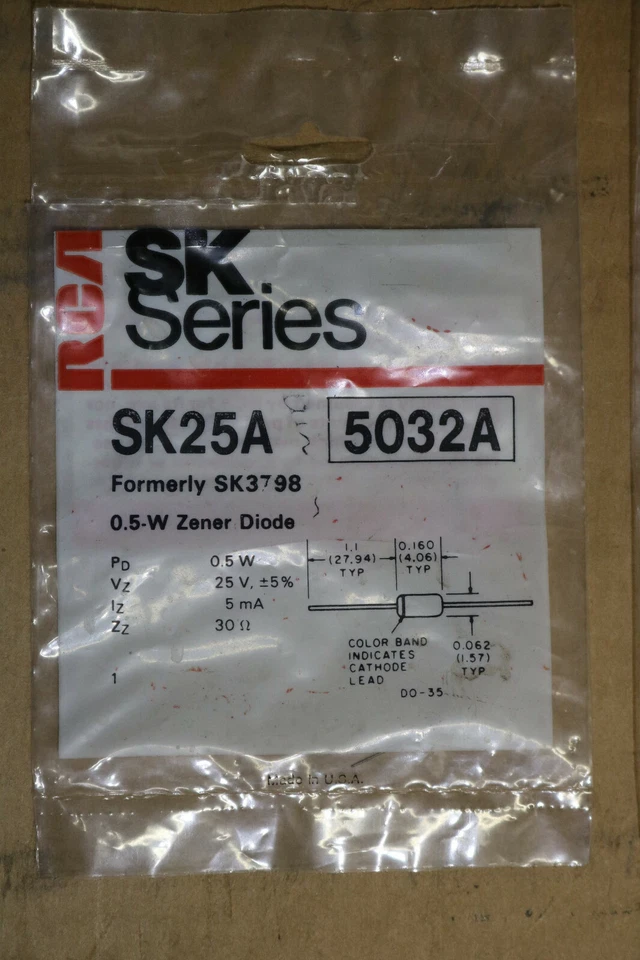 RCA
SK
Series
SK25A 5032A
Formerly SK3798
0.5-W Zener Diode
PD 0.5 W
VZ 25 V, ±5%
IZ 5 mA
ZZ 30 Ω
1
1.1
(27.94)
TYP
0.160
(4.06)
TYP
COLOR BAND
INDICATES
CATHODE
LEAD
0.062
(1.57)
TYP
DO-35
Made in U.S.A.